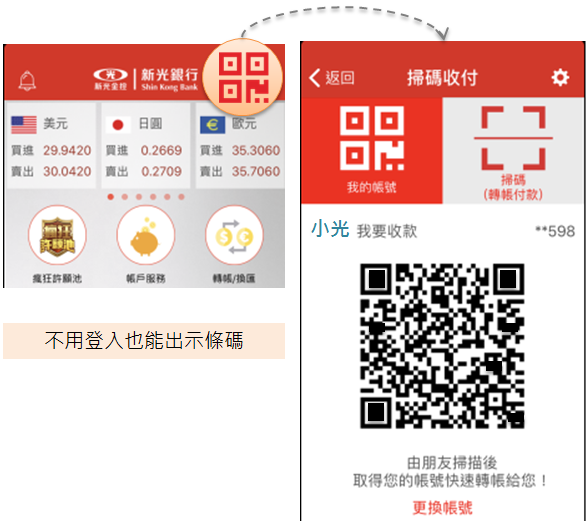 新光金控
新光銀行
Shin Kong Bank
美元
買進 29.9420
賣出 30.0420
日圓
買進 0.2669
賣出 0.2709
歐元
買進 35.3060
賣出 35.7060
瘋狂許願池
瘋狂許願池
帳戶服務
轉帳/換匯
不用登入也能出示條碼
返回
掃碼收付
我的帳號
掃碼
(轉帳付款)
小光 我要收款 **598
由朋友掃描後
取得您的帳號快速轉帳給您！
更換帳號